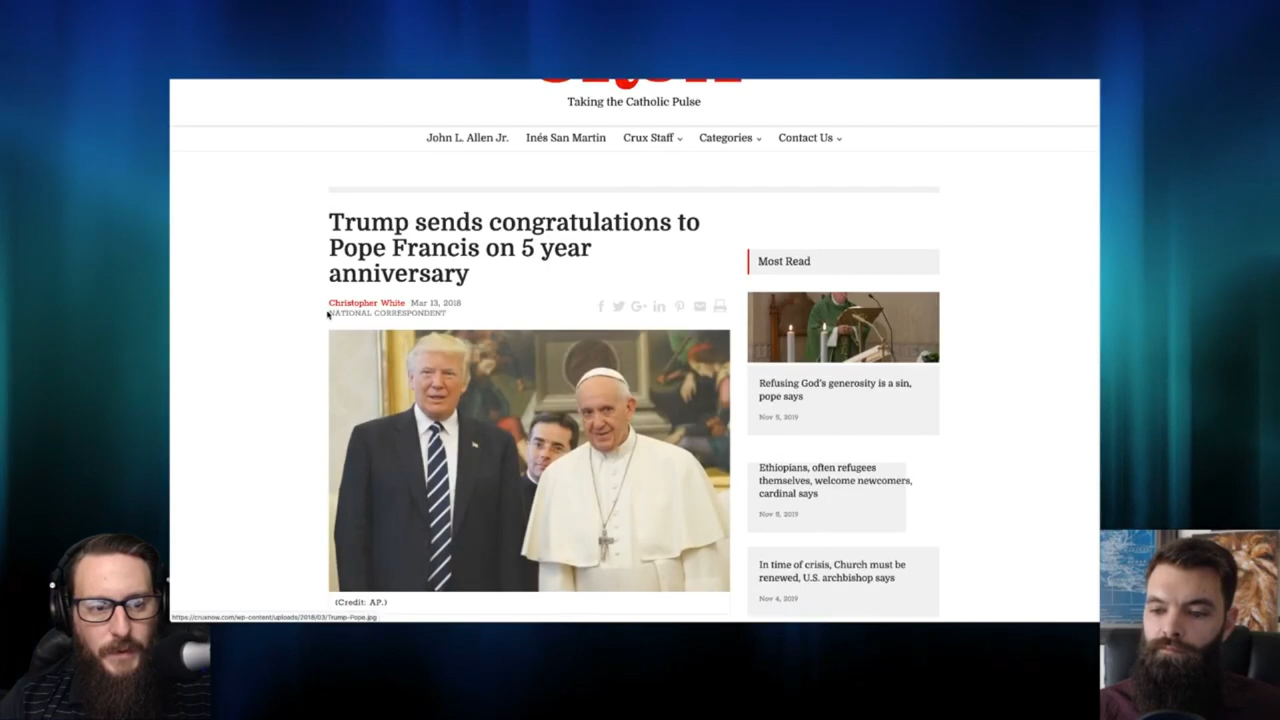 Taking the Catholic Pulse
John L. Allen Jr. Inés San Martin Crux Staff Categories Contact Us
Trump sends congratulations to
Pope Francis on 5 year
anniversary
Christopher White Mar 13, 2018
NATIONAL CORRESPONDENT
(Credit: AP.)
Most Read
Refusing God's generosity is a sin,
pope says
Nov 5, 2019
Ethiopians, often refugees
themselves, welcome newcomers,
cardinal says
Nov 5, 2019
In time of crisis, Church must be
renewed, U.S. archbishop says
Nov 4, 2019
https://cruxnow.com/wp-content/uploads/2018/03/Trump-Pope.jpg